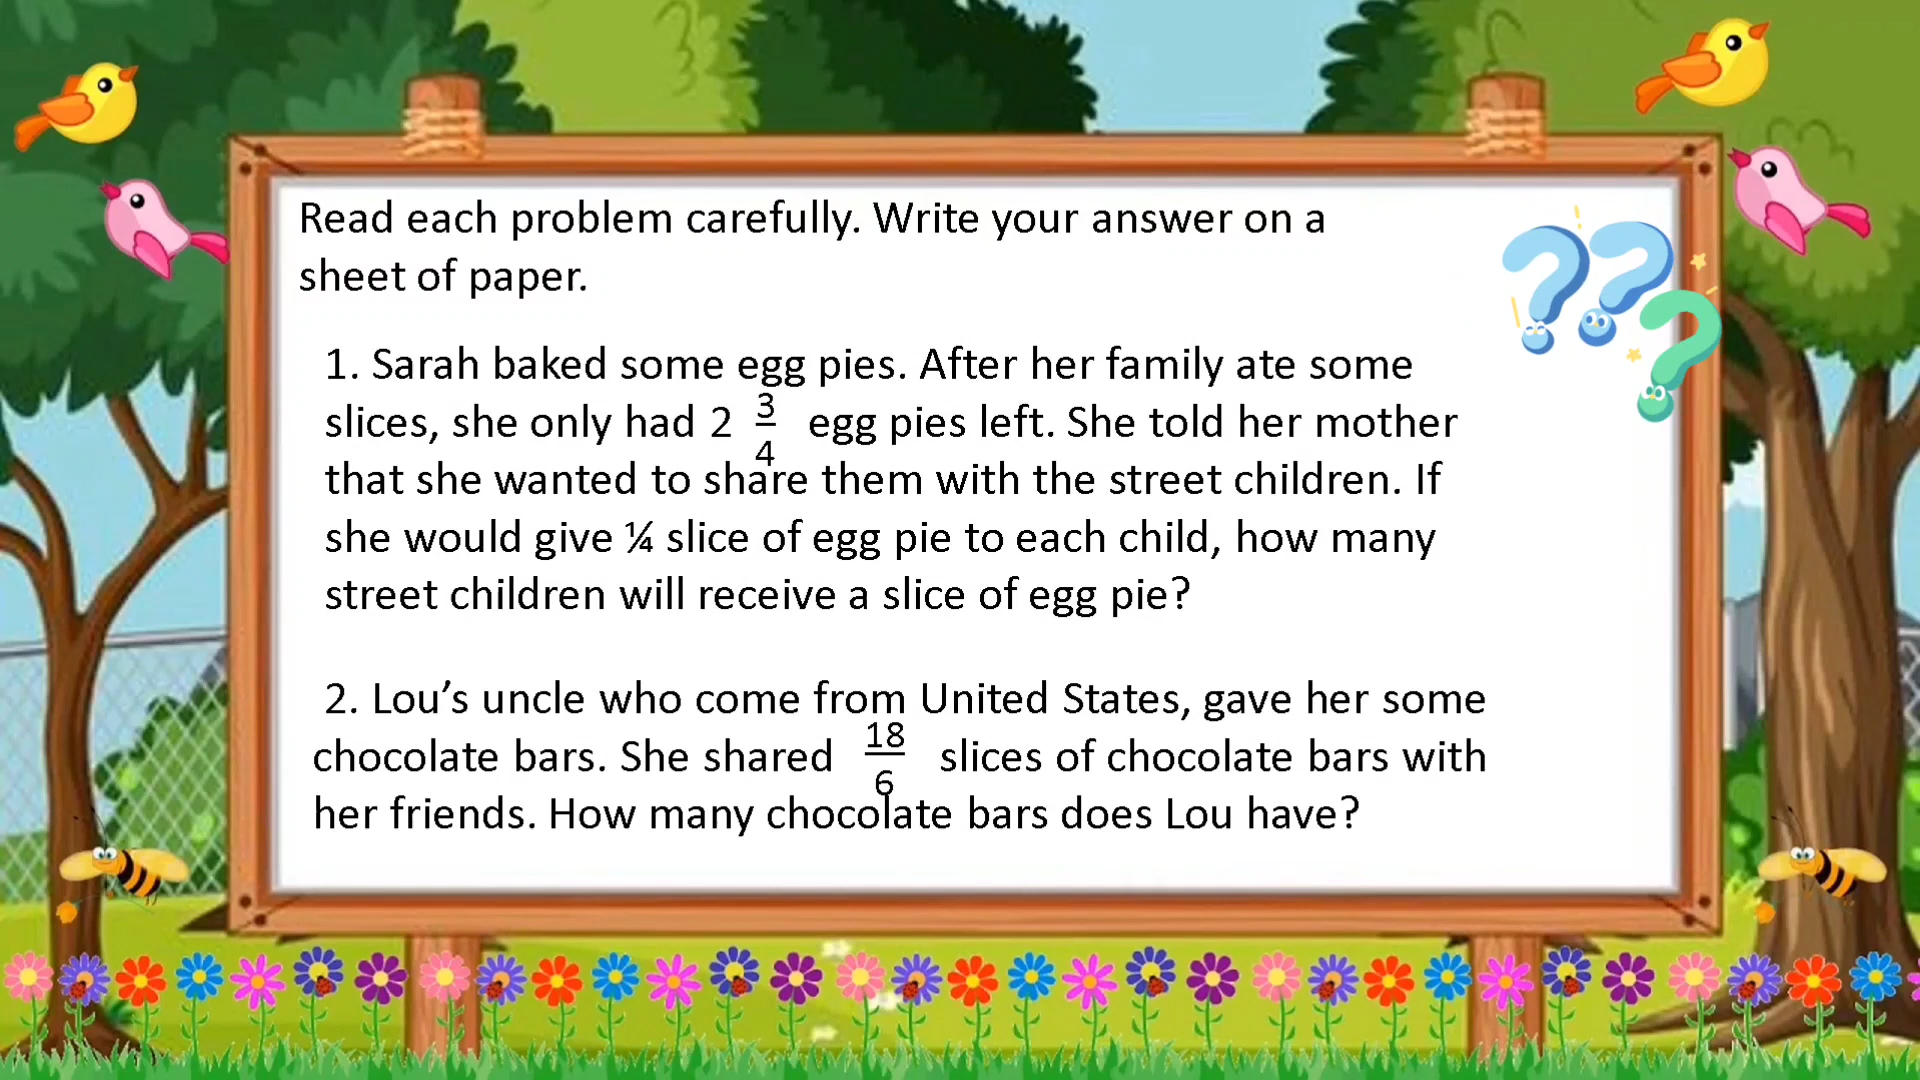 Read each problem carefully. Write your answer on a
sheet of paper.
1. Sarah baked some egg pies. After her family ate some
slices, she only had 2 3/4 egg pies left. She told her mother
that she wanted to share them with the street children. If
she would give ¼ slice of egg pie to each child, how many
street children will receive a slice of egg pie?
2. Lou’s uncle who come from United States, gave her some
chocolate bars. She shared 18/6 slices of chocolate bars with
her friends. How many chocolate bars does Lou have?